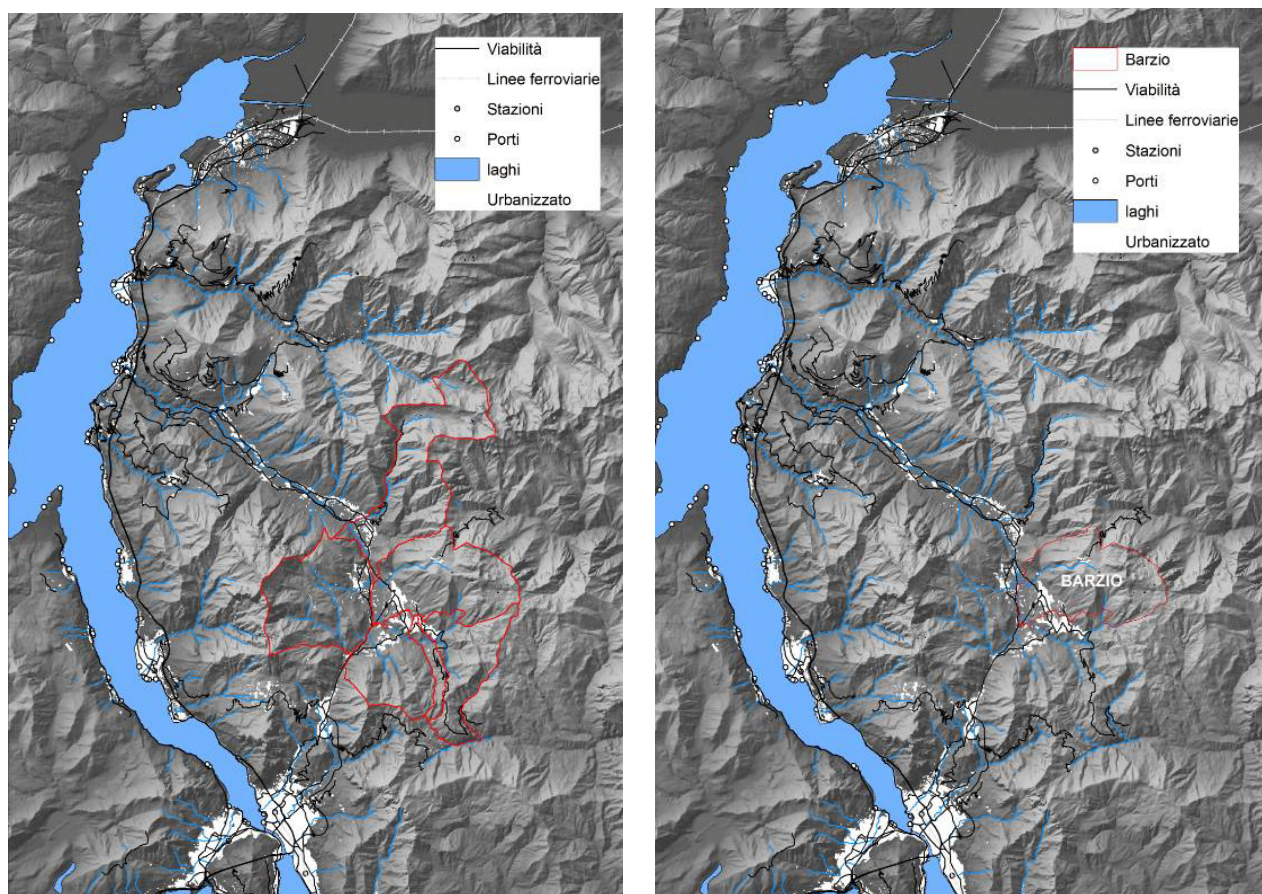 Viabilità
Linee ferroviarie
Stazioni
Porti
laghi
Urbanizzato
Barzio
Viabilità
Linee ferroviarie
Stazioni
Porti
laghi
Urbanizzato
BARZIO